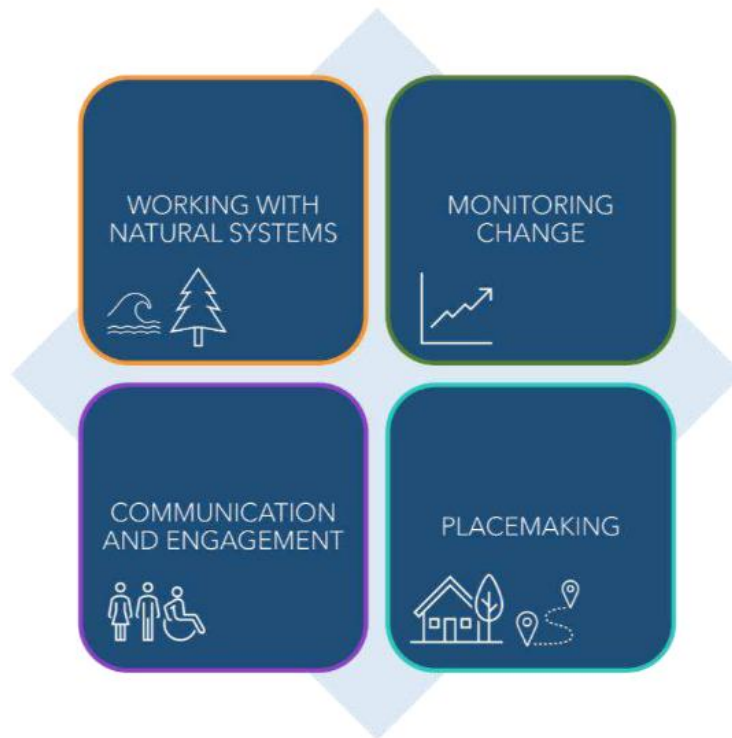 WORKING WITH
NATURAL SYSTEMS
MONITORING
CHANGE
COMMUNICATION
AND ENGAGEMENT
PLACEMAKING